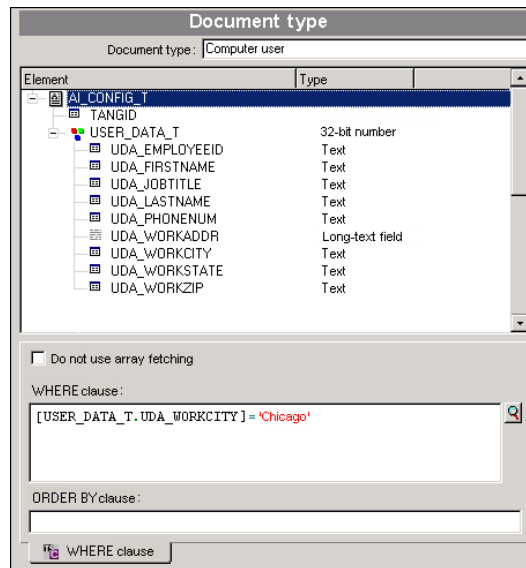 Document type
Document type: Computer user
Element Type
AI_CONFIG_T
TANGID
USER_DATA_T 32-bit number
UDA_EMPLOYEEID Text
UDA_FIRSTNAME Text
UDA_JOBTITLE Text
UDA_LASTNAME Text
UDA_PHONENUM Text
UDA_WORKADDR Long-text field
UDA_WORKCITY Text
UDA_WORKSTATE Text
UDA_WORKZIP Text
Do not use array fetching
WHERE clause:
[USER_DATA_T.UDA_WORKCITY]='Chicago'
ORDER BY clause:
WHERE clause